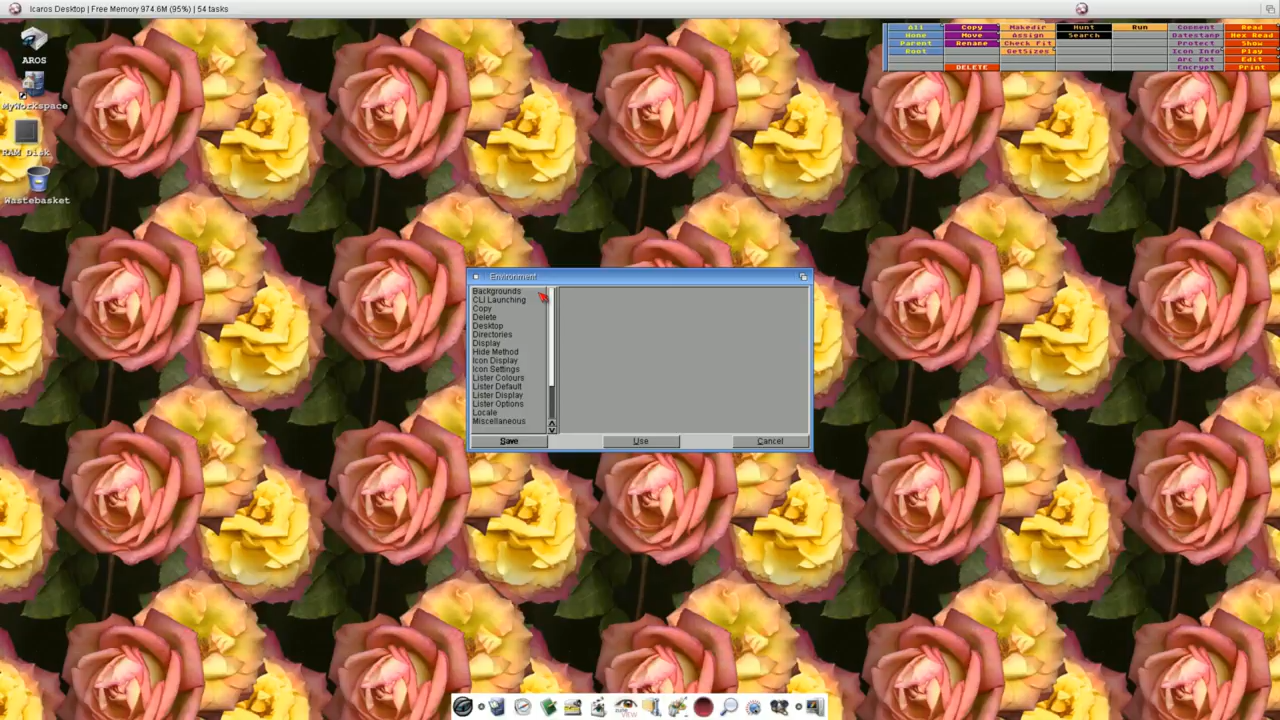 Icaros Desktop | Free Memory 974.6M (95%) | 54 tasks
All Copy Makedir Hunt Run Comment Read
None Move Assign Search Datestamp Hex Read
Parent Rename Check Fit Protect Show
Root GetSizes Icon Info Play
Arc Ext Edit
DELETE Encrypt Print
AROS
MyWorkspace
RAM Disk
Wastebasket
Environment
Backgrounds
CLI Launching
Copy
Delete
Desktop
Directories
Display
Hide Method
Icon Display
Icon Settings
Lister Colours
Lister Default
Lister Display
Lister Options
Locale
Miscellaneous
Save Use Cancel
VIEW